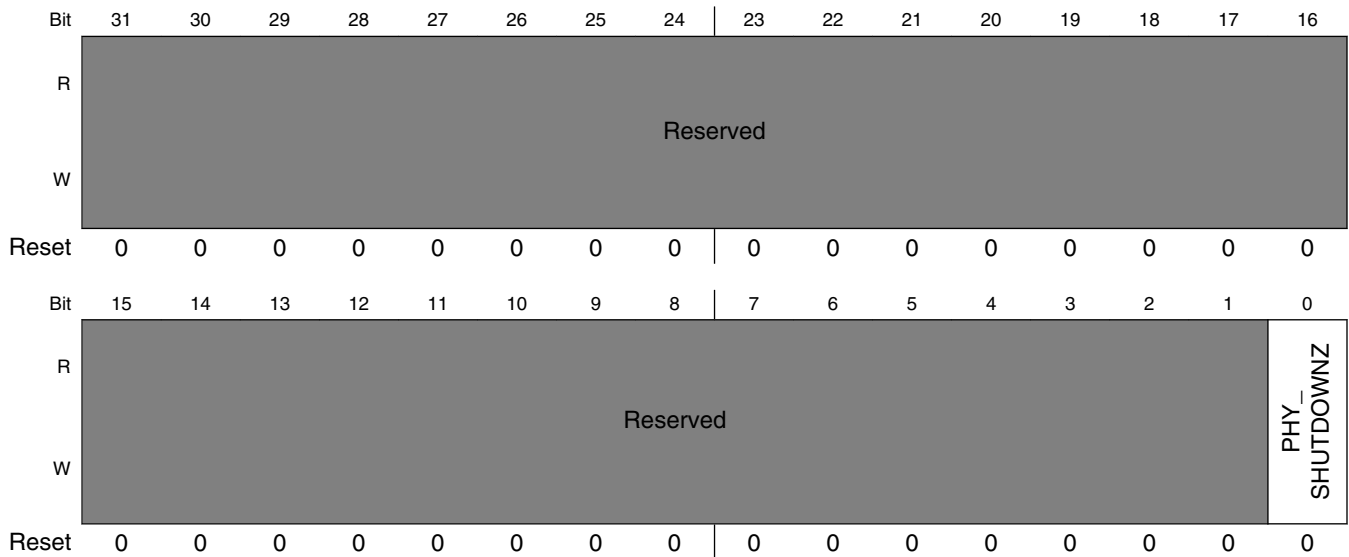 Bit 31 30 29 28 27 26 25 24 23 22 21 20 19 18 17 16
R
Reserved
W
Reset 0 0 0 0 0 0 0 0 0 0 0 0 0 0 0 0
Bit 15 14 13 12 11 10 9 8 7 6 5 4 3 2 1 0
R
Reserved
PHY_
SHUTDOWNZ
W
Reset 0 0 0 0 0 0 0 0 0 0 0 0 0 0 0 0